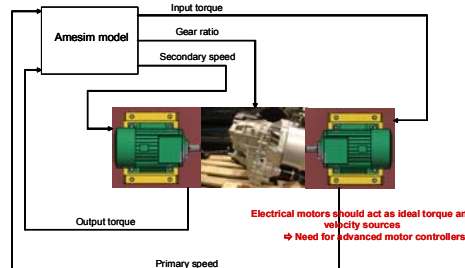 Input torque
Amesim model
Gear ratio
Secondary speed
Output torque
Electrical motors should act as ideal torque an
velocity sources
⇒ Need for advanced motor controllers
Primary speed